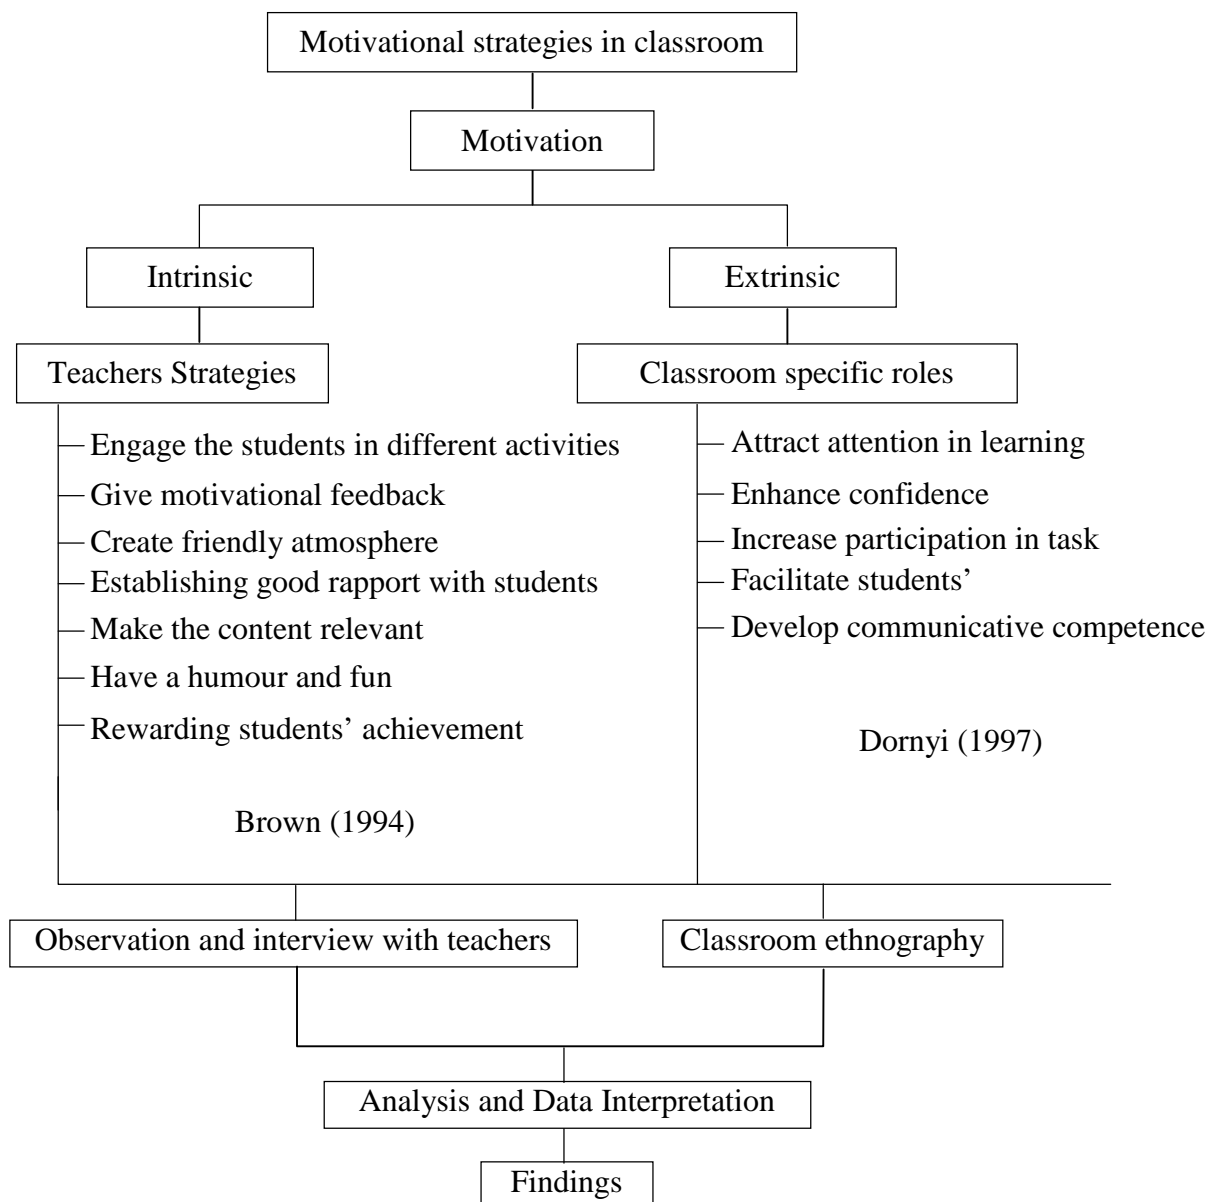 Motivational strategies in classroom
Motivation
Intrinsic
Extrinsic
Teachers Strategies
Classroom specific roles
Engage the students in different activities
Give motivational feedback
Create friendly atmosphere
Establishing good rapport with students
Make the content relevant
Have a humour and fun
Rewarding students’ achievement
Brown (1994)
Attract attention in learning
Enhance confidence
Increase participation in task
Facilitate students’
Develop communicative competence
Dornyi (1997)
Observation and interview with teachers
Classroom ethnography
Analysis and Data Interpretation
Findings